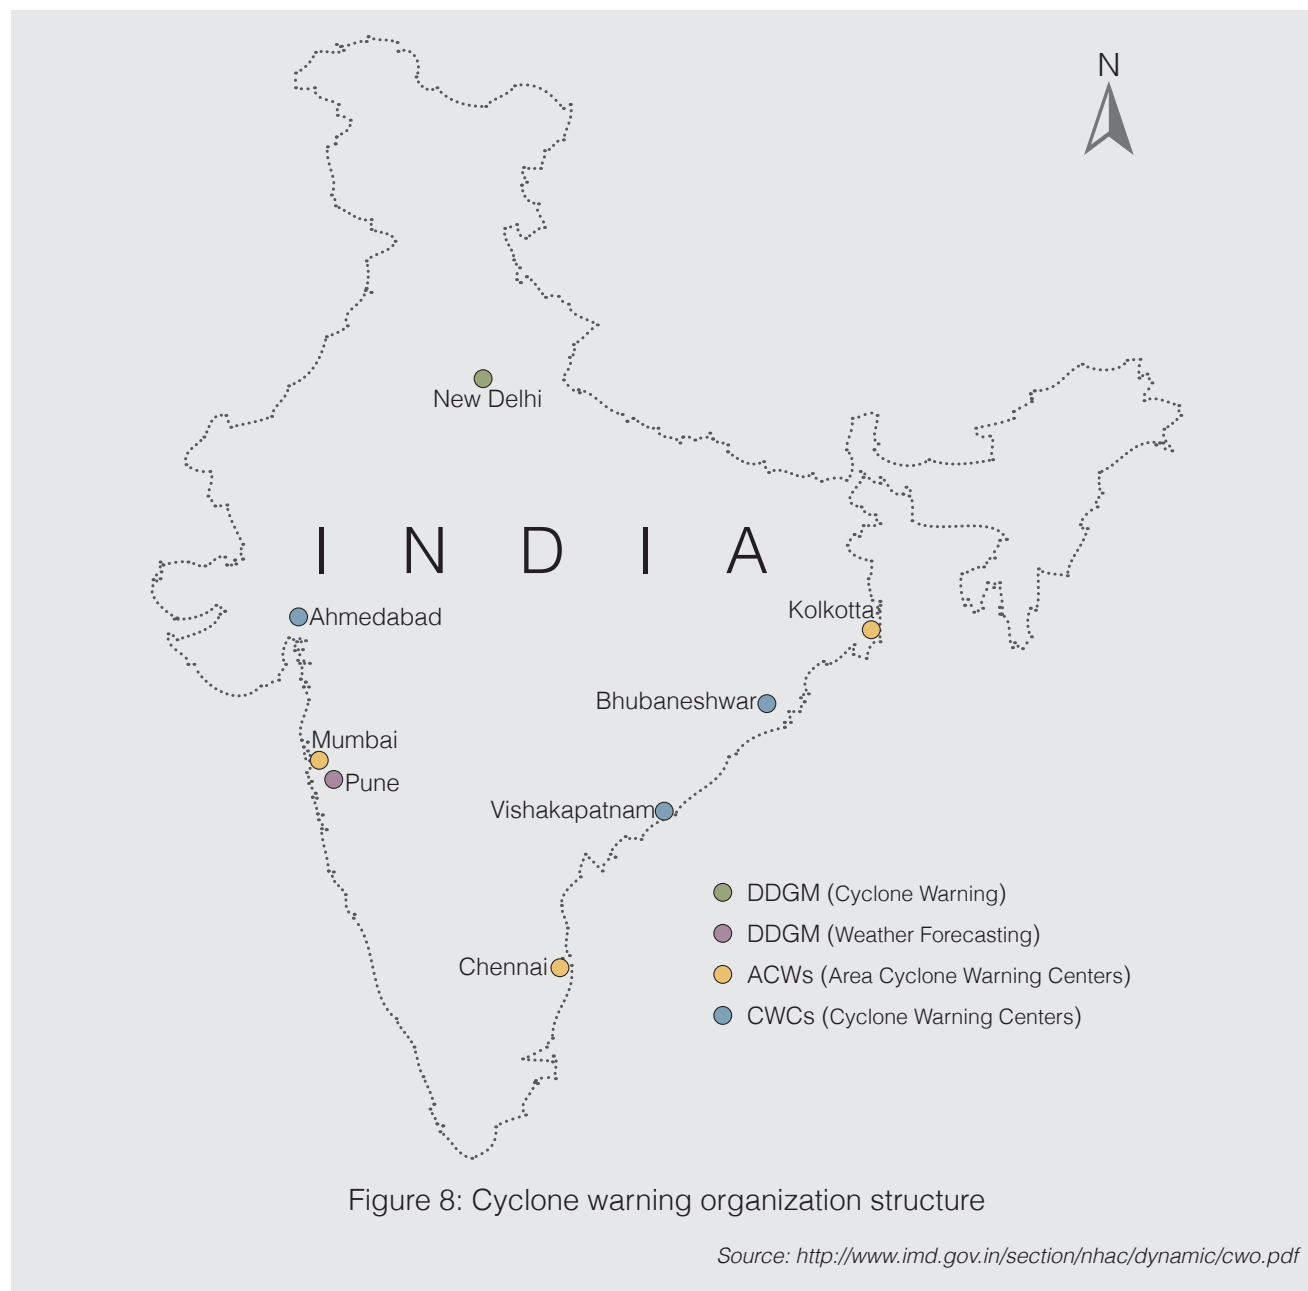 N
New Delhi
I N D I A
Kolkotta
Ahmedabad
Bhubaneshwar
Mumbai
Pune
Vishakapatnam
DDGM (Cyclone Warning)
DDGM (Weather Forecasting)
Chennai
ACWs (Area Cyclone Warning Centers)
CWCs (Cyclone Warning Centers)
Figure 8: Cyclone warning organization structure
Source: http://www.imd.gov.in/section/nhac/dynamic/cwo.pdf